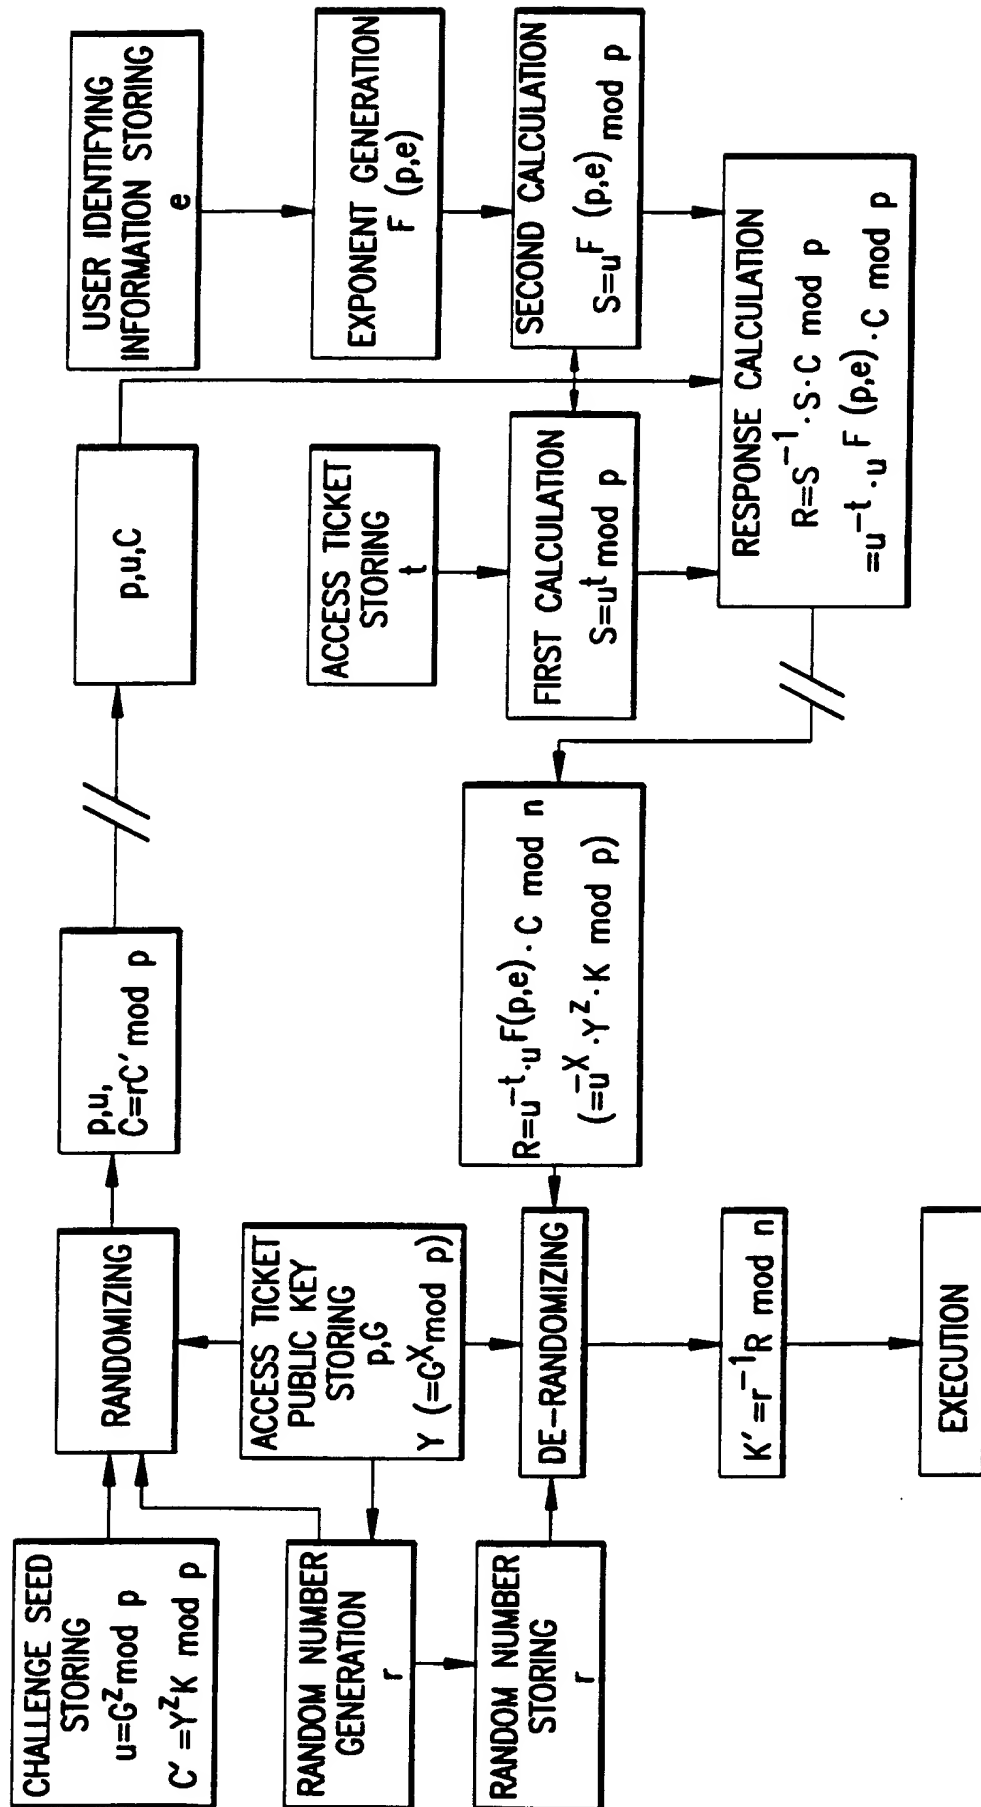 CHALLENGE SEED
STORING
u=G^z mod p
C′=Y^z K mod p
RANDOMIZING
p,u,
C=rC′ mod p
p,u,C
USER IDENTIFYING
INFORMATION STORING
e
RANDOM NUMBER
GENERATION
r
ACCESS TICKET
PUBLIC KEY
STORING
p,G
Y (=G^X mod p)
ACCESS TICKET
STORING
t
EXPONENT GENERATION
F (p,e)
RANDOM NUMBER
STORING
r
DE-RANDOMIZING
R=u^-t·u^F(p,e)·C mod n
(=u^-X·Y^z·K mod p)
FIRST CALCULATION
S=u^t mod p
SECOND CALCULATION
S=u^F (p,e) mod p
K′=r^-1 R mod n
RESPONSE CALCULATION
R=S^-1·S·C mod p
=u^-t·u^F (p,e)·C mod p
EXECUTION